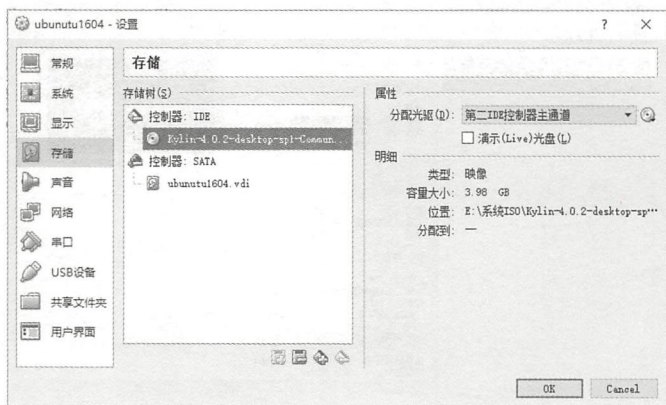 ubunutu1604 - 设置
? ×
常规
系统
显示
存储
声音
网络
串口
USB设备
共享文件夹
用户界面
存储
存储树(S)
控制器: IDE
Kylin-4.0.2-desktop-sp1-Commun...
控制器: SATA
ubunutu1604.vdi
属性
分配光驱(D): 第二IDE控制器主通道
演示(Live)光盘(L)
明细
类型: 映像
容量大小: 3.98 GB
位置: E:\系统ISO\Kylin-4.0.2-desktop-sp···
分配到: —
OK Cancel